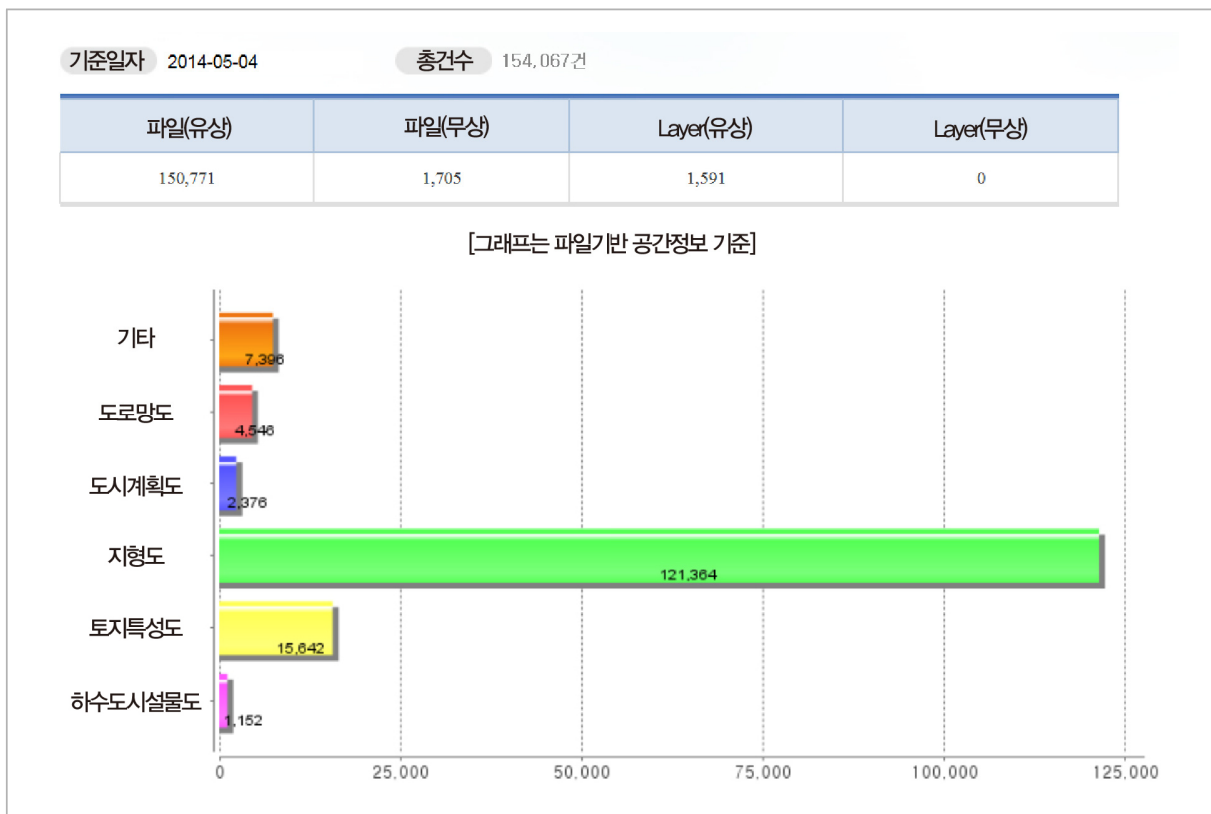 기준일자 2014-05-04 총건수 154,067건
파일(유상) 파일(무상) Layer(유상) Layer(무상)
150,771 1,705 1,591 0
[그래프는 파일기반 공간정보 기준]
기타 7,396
도로망도 4,546
도시계획도 2,376
지형도 121,364
토지특성도 15,642
하수도시설물도 1,152
0 25,000 50,000 75,000 100,000 125,000